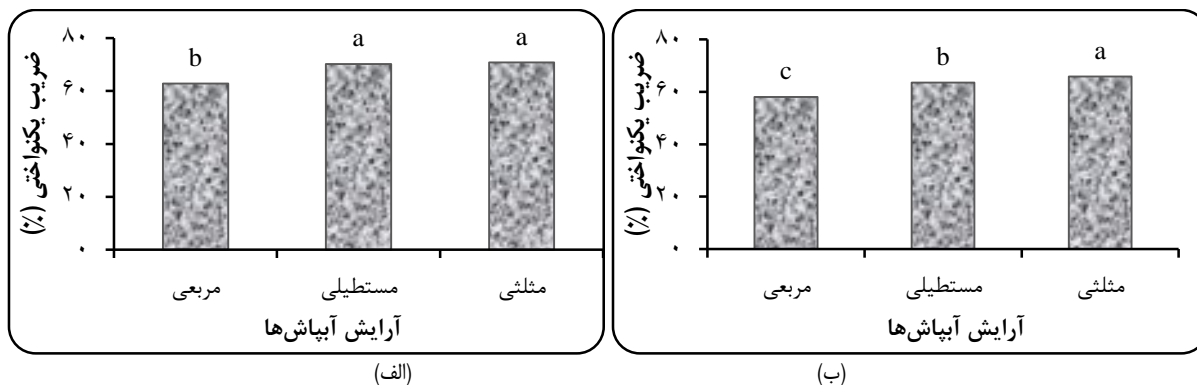 ضریب یکنواختی (٪)
۸۰
۶۰
۴۰
۲۰
۰
b
a
a
مربعی
مستطیلی
مثلثی
آرایش آبپاش‌ها
(الف)
ضریب یکنواختی (٪)
۸۰
۶۰
۴۰
۲۰
۰
c
b
a
مربعی
مستطیلی
مثلثی
آرایش آبپاش‌ها
(ب)